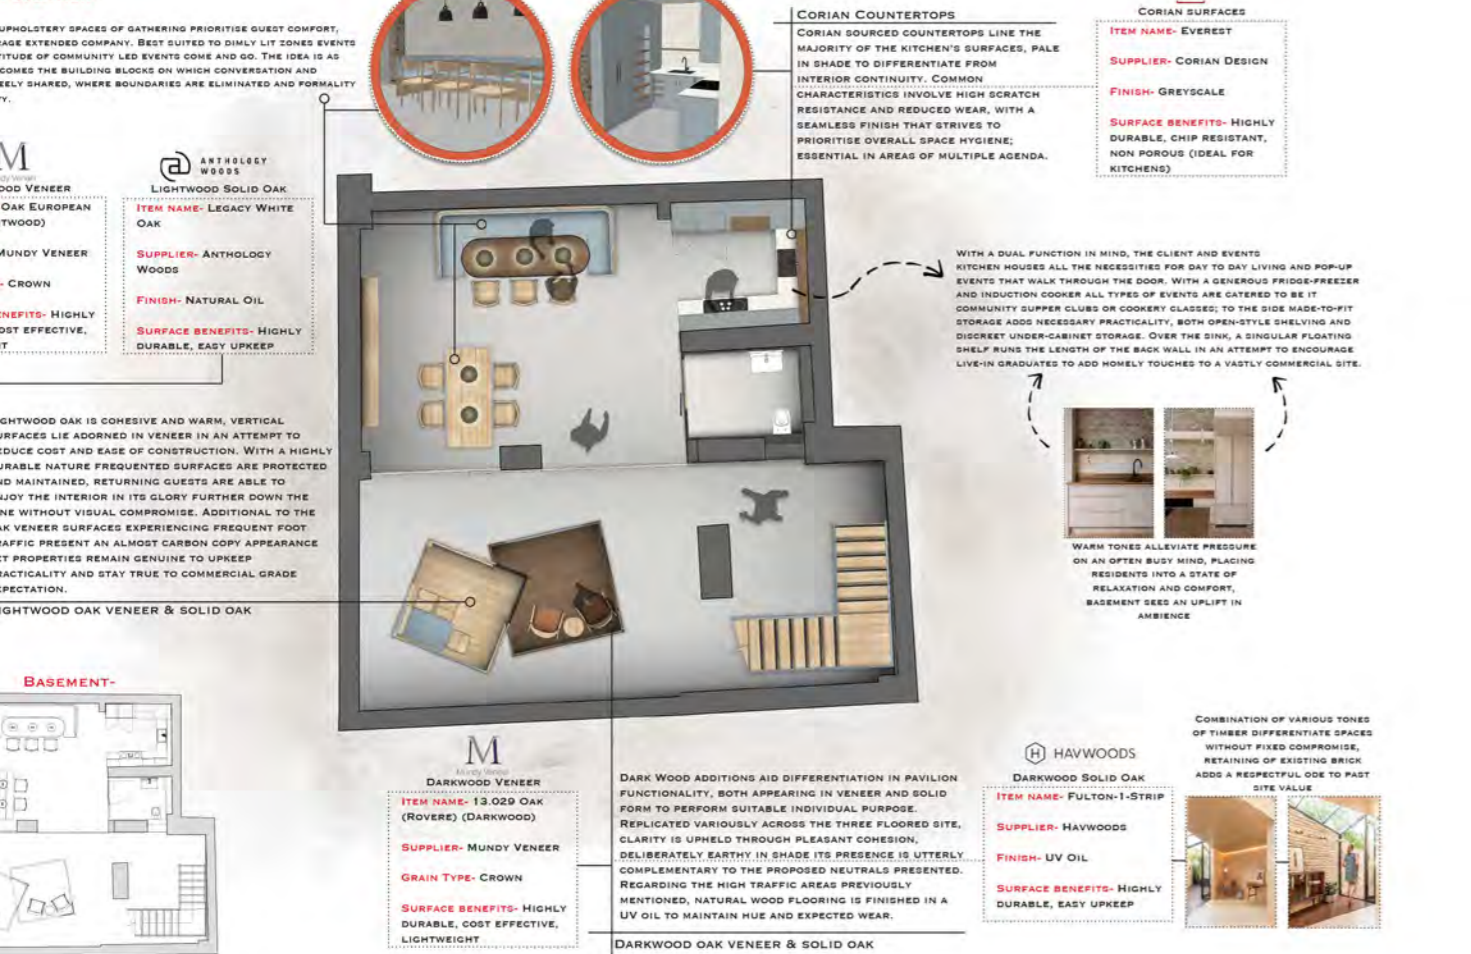 UPHOLSTERY SPACES OF GATHERING PRIORITISE GUEST COMFORT,
EXTENDED COMPANY. BEST SUITED TO DIMLY LIT ZONES EVENTS
OF COMMUNITY LED EVENTS COME AND GO. THE IDEA IS AS
THE BUILDING BLOCKS ON WHICH CONVERSATION AND
SHARED, WHERE BOUNDARIES ARE ELIMINATED AND FORMALITY
CORIAN COUNTERTOPS
CORIAN SOURCED COUNTERTOPS LINE THE
MAJORITY OF THE KITCHEN'S SURFACES, PALE
IN SHADE TO DIFFERENTIATE FROM
INTERIOR CONTINUITY. COMMON
CHARACTERISTICS INVOLVE HIGH SCRATCH
RESISTANCE AND REDUCED WEAR, WITH A
SEAMLESS FINISH THAT STRIVES TO
PRIORITISE OVERALL SPACE HYGIENE;
ESSENTIAL IN AREAS OF MULTIPLE AGENDA.
CORIAN SURFACES
ITEM NAME- EVEREST
SUPPLIER- CORIAN DESIGN
FINISH- GREYSCALE
SURFACE BENEFITS- HIGHLY
DURABLE, CHIP RESISTANT,
NON POROUS (IDEAL FOR
KITCHENS)
M
VENEER
OAK EUROPEAN
MUNDY VENEER
- CROWN
HIGHLY
EFFECTIVE,
ANTHOLOGY
WOODS
LIGHTWOOD SOLID OAK
ITEM NAME- LEGACY WHITE
OAK
SUPPLIER- ANTHOLOGY
WOODS
FINISH- NATURAL OIL
SURFACE BENEFITS- HIGHLY
DURABLE, EASY UPKEEP
WITH A DUAL FUNCTION IN MIND, THE CLIENT AND EVENTS
KITCHEN HOUSES ALL THE NECESSITIES FOR DAY TO DAY LIVING AND POP-UP
EVENTS THAT WALK THROUGH THE DOOR. WITH A GENEROUS FRIDGE-FREEZER
AND INDUCTION COOKER ALL TYPES OF EVENTS ARE CATERED TO BE IT
COMMUNITY SUPPER CLUBS OR COOKERY CLASSES; TO THE SIDE MADE-TO-FIT
STORAGE ADDS NECESSARY PRACTICALITY, BOTH OPEN-STYLE SHELVING AND
DISCREET UNDER-CABINET STORAGE. OVER THE SINK, A SINGULAR FLOATING
SHELF RUNS THE LENGTH OF THE BACK WALL IN AN ATTEMPT TO ENCOURAGE
LIVE-IN GRADUATES TO ADD HOMELY TOUCHES TO A VASTLY COMMERCIAL SITE.
OAK IS COHESIVE AND WARM, VERTICAL
LIE ADORNED IN VENEER IN AN ATTEMPT TO
COST AND EASE OF CONSTRUCTION. WITH A HIGHLY
NATURE FREQUENTED SURFACES ARE PROTECTED
MAINTAINED, RETURNING GUESTS ARE ABLE TO
THE INTERIOR IN ITS GLORY FURTHER DOWN THE
WITHOUT VISUAL COMPROMISE. ADDITIONAL TO THE
VENEER SURFACES EXPERIENCING FREQUENT FOOT
PRESENT AN ALMOST CARBON COPY APPEARANCE
PROPERTIES REMAIN GENUINE TO UPKEEP
AND STAY TRUE TO COMMERCIAL GRADE
OAK VENEER & SOLID OAK
WARM TONES ALLEVIATE PRESSURE
ON AN OFTEN BUSY MIND, PLACING
RESIDENTS INTO A STATE OF
RELAXATION AND COMFORT,
BASEMENT SEES AN UPLIFT IN
AMBIENCE
BASEMENT-
M
Mundy Veneer
DARKWOOD VENEER
ITEM NAME- 13.029 OAK
(ROVERE) (DARKWOOD)
SUPPLIER- MUNDY VENEER
GRAIN TYPE- CROWN
SURFACE BENEFITS- HIGHLY
DURABLE, COST EFFECTIVE,
LIGHTWEIGHT
DARK WOOD ADDITIONS AID DIFFERENTIATION IN PAVILION
FUNCTIONALITY, BOTH APPEARING IN VENEER AND SOLID
FORM TO PERFORM SUITABLE INDIVIDUAL PURPOSE.
REPLICATED VARIOUSLY ACROSS THE THREE FLOORED SITE,
CLARITY IS UPHELD THROUGH PLEASANT COHESION,
DELIBERATELY EARTHY IN SHADE ITS PRESENCE IS UTTERLY
COMPLEMENTARY TO THE PROPOSED NEUTRALS PRESENTED.
REGARDING THE HIGH TRAFFIC AREAS PREVIOUSLY
MENTIONED, NATURAL WOOD FLOORING IS FINISHED IN A
UV OIL TO MAINTAIN HUE AND EXPECTED WEAR.
DARKWOOD OAK VENEER & SOLID OAK
H HAVWOODS
DARKWOOD SOLID OAK
ITEM NAME- FULTON-1-STRIP
SUPPLIER- HAVWOODS
FINISH- UV OIL
SURFACE BENEFITS- HIGHLY
DURABLE, EASY UPKEEP
COMBINATION OF VARIOUS TONES
OF TIMBER DIFFERENTIATE SPACES
WITHOUT FIXED COMPROMISE,
RETAINING OF EXISTING BRICK
ADDS A RESPECTFUL ODE TO PAST
SITE VALUE